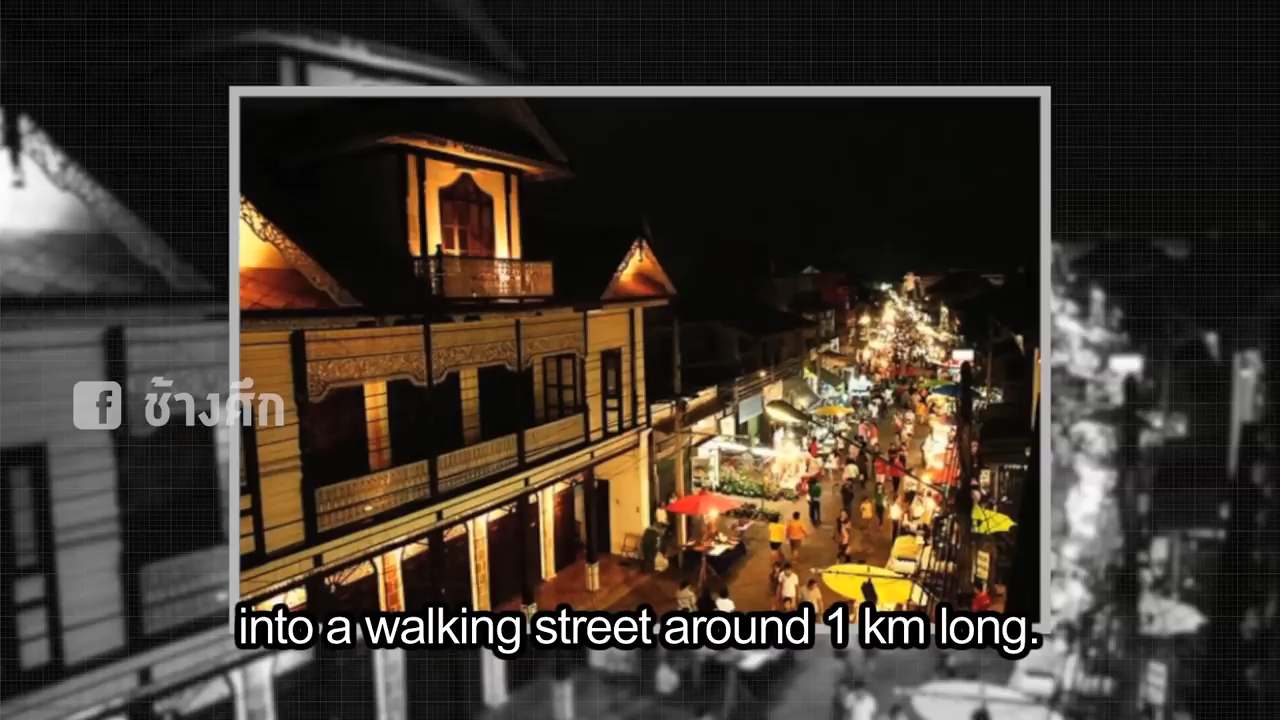 f ช้างศึก
into a walking street around 1 km long.